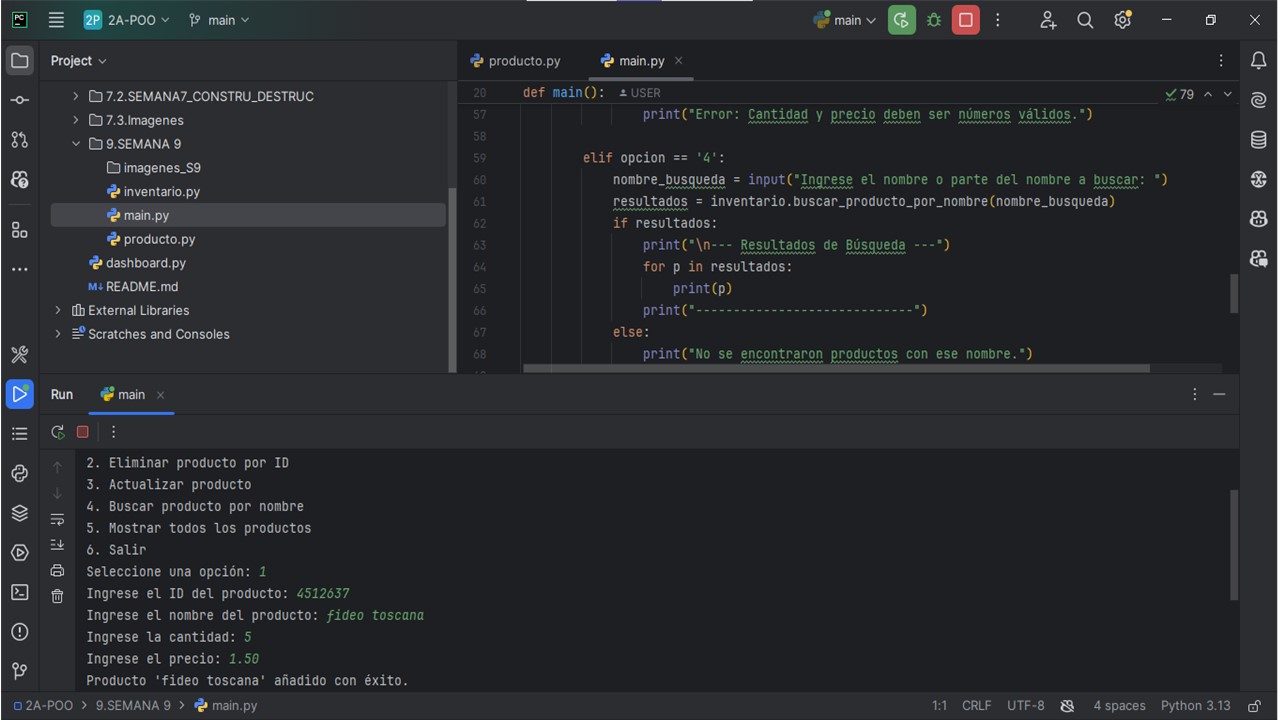 PC 2P 2A-POO main main
Project
7.2.SEMANA7_CONSTRU_DESTRUC
7.3.Imagenes
9.SEMANA 9
imagenes_S9
inventario.py
main.py
producto.py
dashboard.py
M↓ README.md
External Libraries
Scratches and Consoles
producto.py main.py
20 def main(): USER 79
57 print("Error: Cantidad y precio deben ser números válidos.")
58
59 elif opcion == '4':
60 nombre_busqueda = input("Ingrese el nombre o parte del nombre a buscar: ")
61 resultados = inventario.buscar_producto_por_nombre(nombre_busqueda)
62 if resultados:
63 print("\n--- Resultados de Búsqueda ---")
64 for p in resultados:
65 print(p)
66 print("-----------------------------")
67 else:
68 print("No se encontraron productos con ese nombre.")
Run main
2. Eliminar producto por ID
3. Actualizar producto
4. Buscar producto por nombre
5. Mostrar todos los productos
6. Salir
Seleccione una opción: 1
Ingrese el ID del producto: 4512637
Ingrese el nombre del producto: fideo toscana
Ingrese la cantidad: 5
Ingrese el precio: 1.50
Producto 'fideo toscana' añadido con éxito.
2A-POO > 9.SEMANA 9 > main.py 1:1 CRLF UTF-8 4 spaces Python 3.13